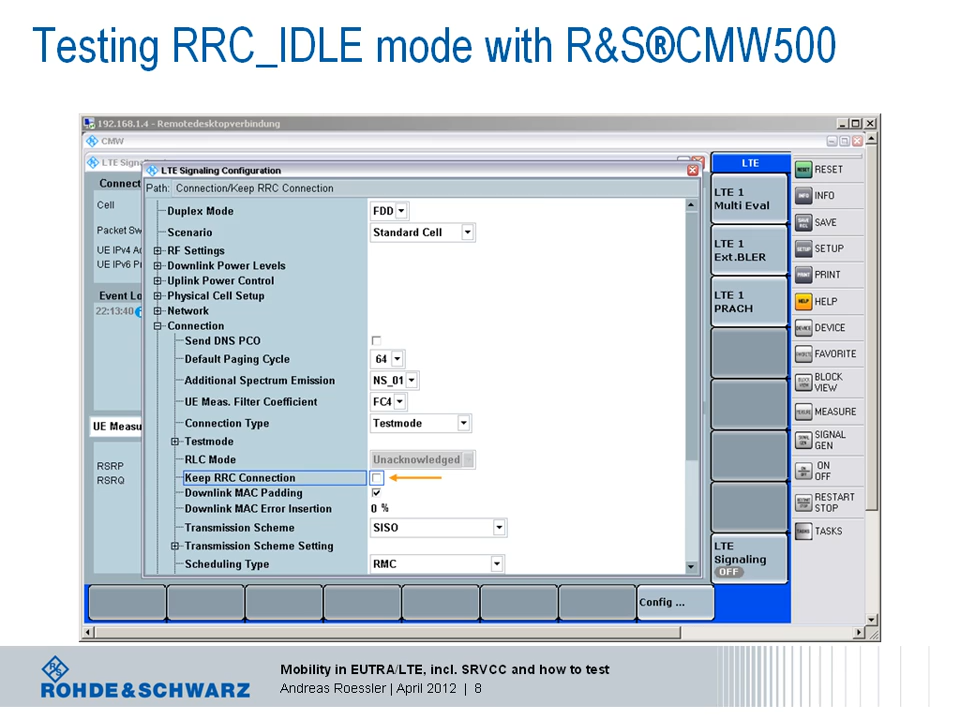 Testing RRC_IDLE mode with R&S®CMW500
192.168.1.4 - Remotedesktopverbindung
CMW
LTE Sign
LTE Signaling Configuration
Path: Connection/Keep RRC Connection
Connect
Cell
Packet Sw
UE IPv4 Ad
UE IPv6 Pr
Event Lo
22:13:40
UE Measu
RSRP
RSRQ
Duplex Mode FDD
Scenario Standard Cell
RF Settings
Downlink Power Levels
Uplink Power Control
Physical Cell Setup
Network
Connection
Send DNS PCO
Default Paging Cycle 64
Additional Spectrum Emission NS_01
UE Meas. Filter Coefficient FC4
Connection Type Testmode
Testmode
RLC Mode Unacknowledged
Keep RRC Connection
Downlink MAC Padding
Downlink MAC Error Insertion 0 %
Transmission Scheme SISO
Transmission Scheme Setting
Scheduling Type RMC
LTE
LTE 1
Multi Eval
LTE 1
Ext.BLER
LTE 1
PRACH
LTE
Signaling
OFF
Config ...
RESET
INFO
SAVE
SETUP
PRINT
HELP
DEVICE
FAVORITE
BLOCK
VIEW
MEASURE
SIGNAL
GEN
ON
OFF
RESTART
STOP
TASKS
R&S
ROHDE & SCHWARZ
Mobility in EUTRA/LTE, incl. SRVCC and how to test
Andreas Roessler | April 2012 | 8